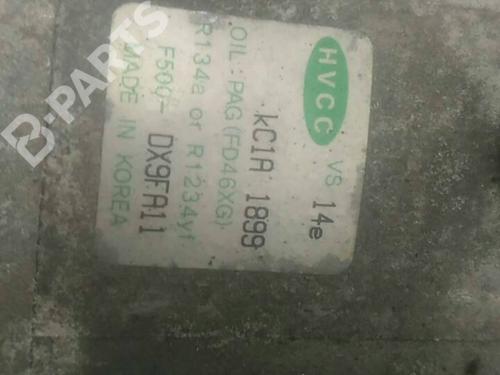 B-PARTS
HVCC VS 14e
kC1A 1899
OIL : PAG (FD46XG)
R134a or R1234yf
F500- DX9FA11
MADE IN KOREA